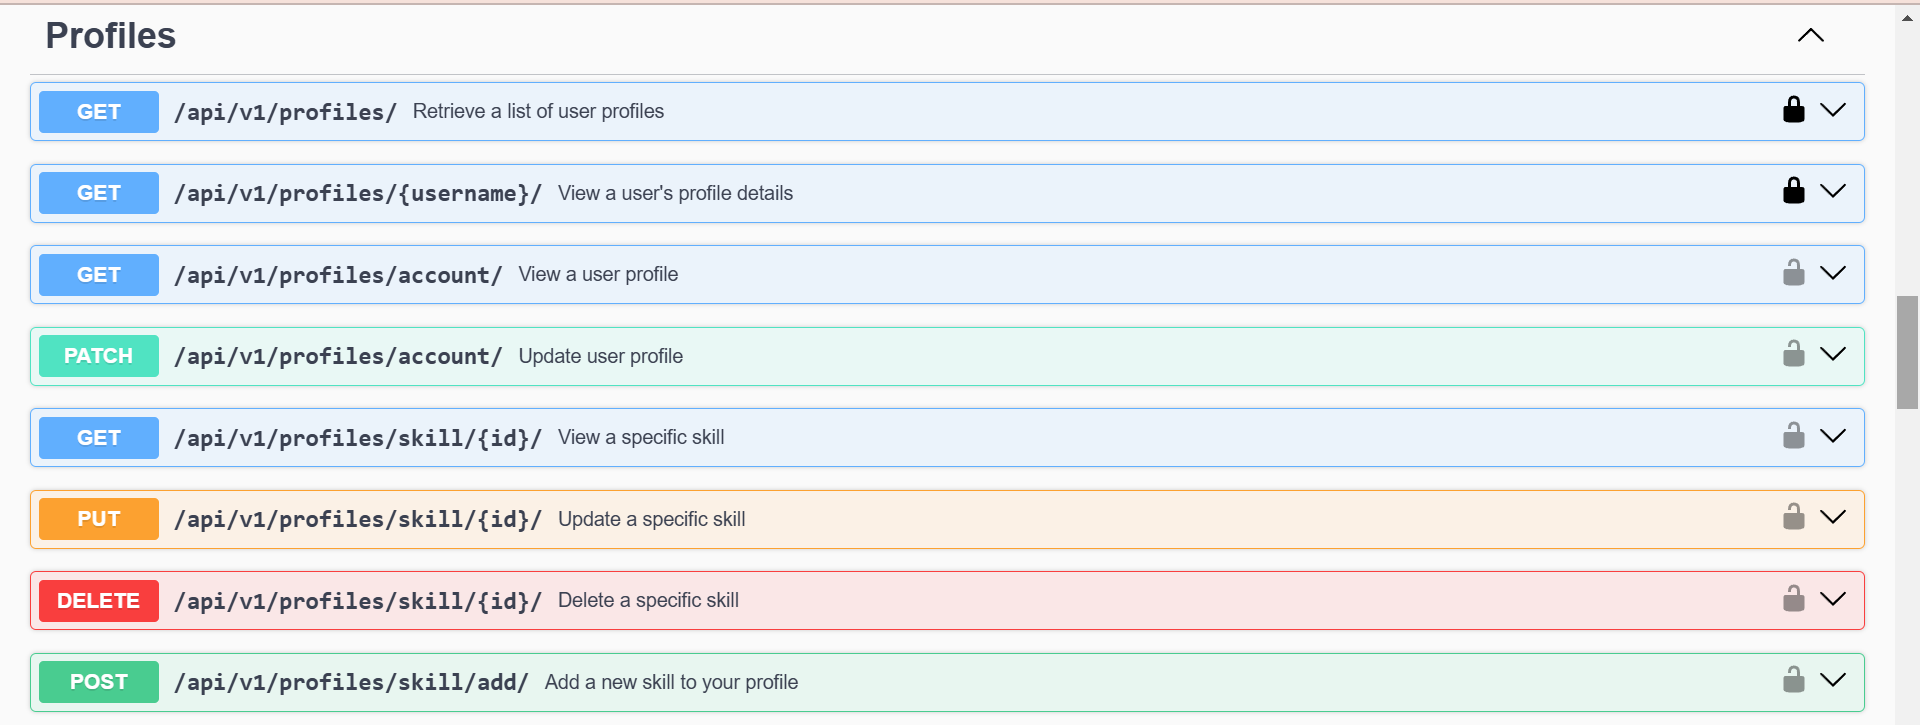 Profiles
GET /api/v1/profiles/ Retrieve a list of user profiles
GET /api/v1/profiles/{username}/ View a user's profile details
GET /api/v1/profiles/account/ View a user profile
PATCH /api/v1/profiles/account/ Update user profile
GET /api/v1/profiles/skill/{id}/ View a specific skill
PUT /api/v1/profiles/skill/{id}/ Update a specific skill
DELETE /api/v1/profiles/skill/{id}/ Delete a specific skill
POST /api/v1/profiles/skill/add/ Add a new skill to your profile